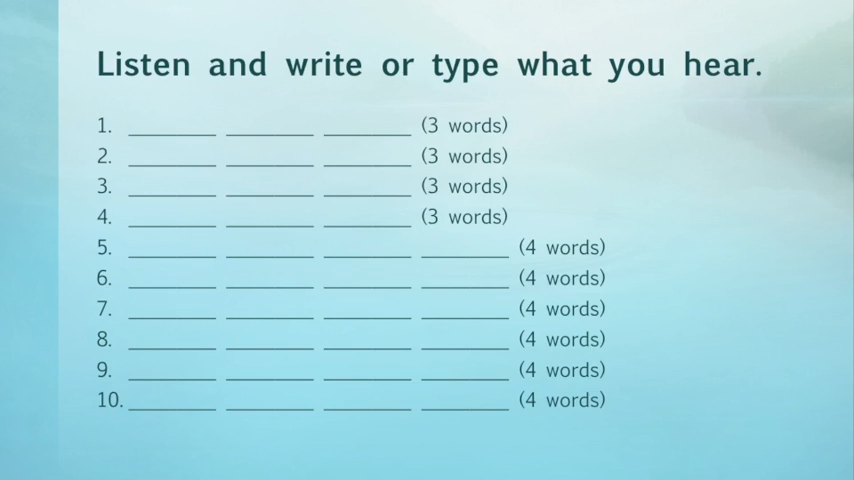 Listen and write or type what you hear.
1. ________ ________ ________ (3 words)
2. ________ ________ ________ (3 words)
3. ________ ________ ________ (3 words)
4. ________ ________ ________ (3 words)
5. ________ ________ ________ ________ (4 words)
6. ________ ________ ________ ________ (4 words)
7. ________ ________ ________ ________ (4 words)
8. ________ ________ ________ ________ (4 words)
9. ________ ________ ________ ________ (4 words)
10. ________ ________ ________ ________ (4 words)